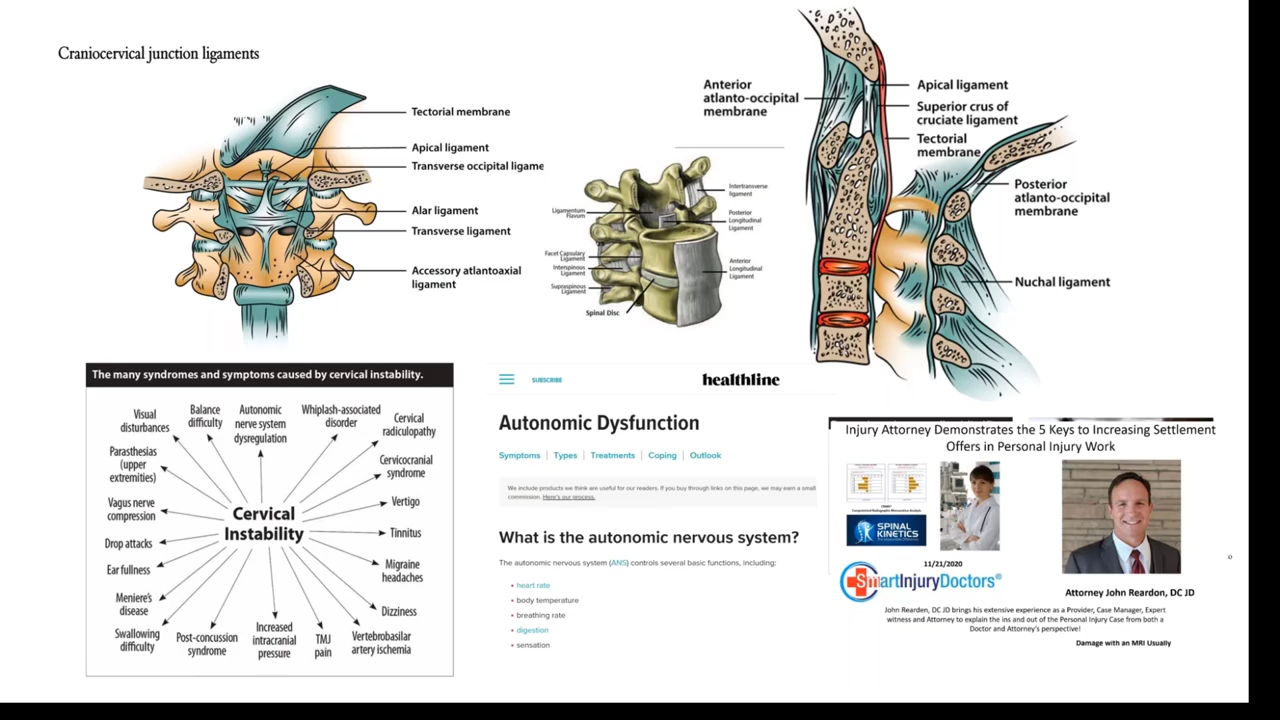 Craniocervical junction ligaments
Tectorial membrane
Apical ligament
Transverse occipital ligame
Alar ligament
Transverse ligament
Accessory atlantoaxial
ligament
Ligamentum
Flavum
Facet Capsulary
Ligament
Interspinous
Ligament
Supraspinous
Ligament
Spinal Disc
Intertransverse
ligament
Posterior
Longitudinal
Ligament
Anterior
Longitudinal
Ligament
Anterior
atlanto-occipital
membrane
Apical ligament
Superior crus of
cruciate ligament
Tectorial
membrane
Posterior
atlanto-occipital
membrane
Nuchal ligament
The many syndromes and symptoms caused by cervical instability.
Visual
disturbances
Balance
difficulty
Autonomic
nerve system
dysregulation
Whiplash-associated
disorder
Cervical
radiculopathy
Parasthesias
(upper
extremities)
Cervicocranial
syndrome
Vagus nerve
compression
Cervical
Instability
Vertigo
Drop attacks
Tinnitus
Ear fullness
Migraine
headaches
Meniere's
disease
Dizziness
Swallowing
difficulty
Post-concussion
syndrome
Increased
intracranial
pressure
TMJ
pain
Vertebrobasilar
artery ischemia
SUBSCRIBE
healthline
Autonomic Dysfunction
Symptoms | Types | Treatments | Coping | Outlook
We include products we think are useful for our readers. If you buy through links on this page, we may earn a small
commission. Here's our process.
What is the autonomic nervous system?
The autonomic nervous system (ANS) controls several basic functions, including:
• heart rate
• body temperature
• breathing rate
• digestion
• sensation
Injury Attorney Demonstrates the 5 Keys to Increasing Settlement
Offers in Personal Injury Work
SPINAL
KINETICS
11/21/2020
SmartInjuryDoctors®
Attorney John Reardon, DC JD
John Reardon, DC JD brings his extensive experience as a Provider, Case Manager, Expert
witness and Attorney to explain the ins and out of the Personal Injury Case from both a
Doctor and Attorney's perspective!
Damage with an MRI Usually